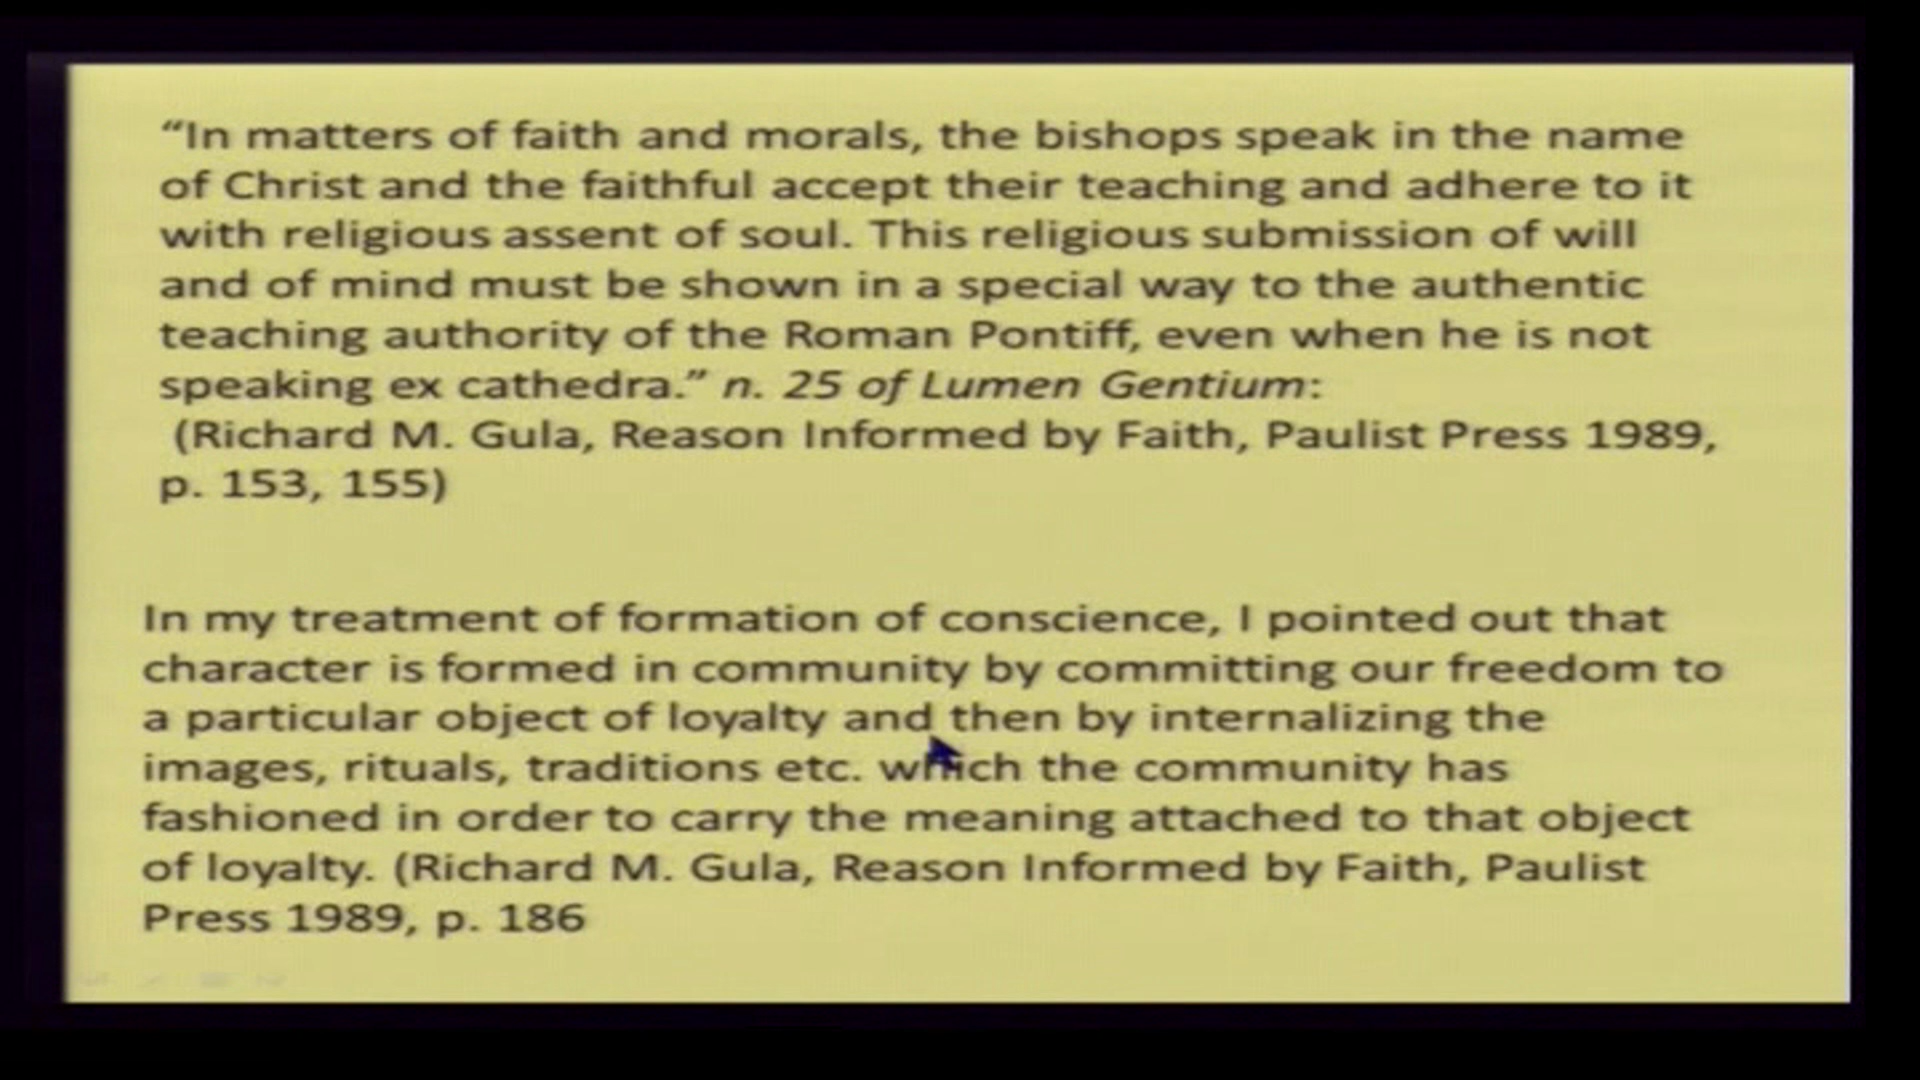 “In matters of faith and morals, the bishops speak in the name
of Christ and the faithful accept their teaching and adhere to it
with religious assent of soul. This religious submission of will
and of mind must be shown in a special way to the authentic
teaching authority of the Roman Pontiff, even when he is not
speaking ex cathedra.” n. 25 of Lumen Gentium:
(Richard M. Gula, Reason Informed by Faith, Paulist Press 1989,
p. 153, 155)
In my treatment of formation of conscience, I pointed out that
character is formed in community by committing our freedom to
a particular object of loyalty and then by internalizing the
images, rituals, traditions etc. which the community has
fashioned in order to carry the meaning attached to that object
of loyalty. (Richard M. Gula, Reason Informed by Faith, Paulist
Press 1989, p. 186